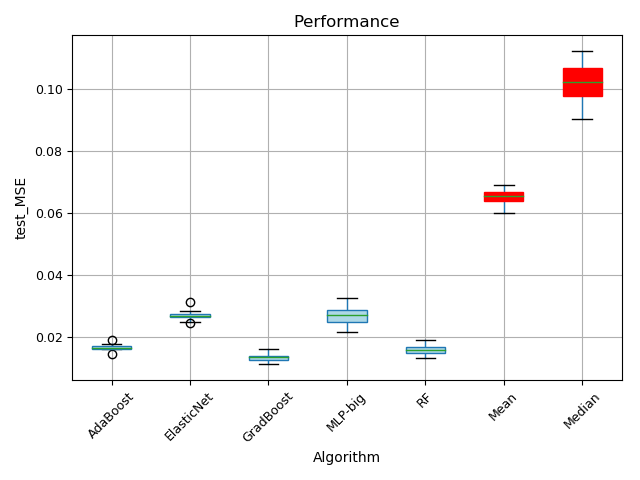 Performance
test_MSE
0.10
0.08
0.06
0.04
0.02
AdaBoost
ElasticNet
GradBoost
MLP-big
RF
Mean
Median
Algorithm